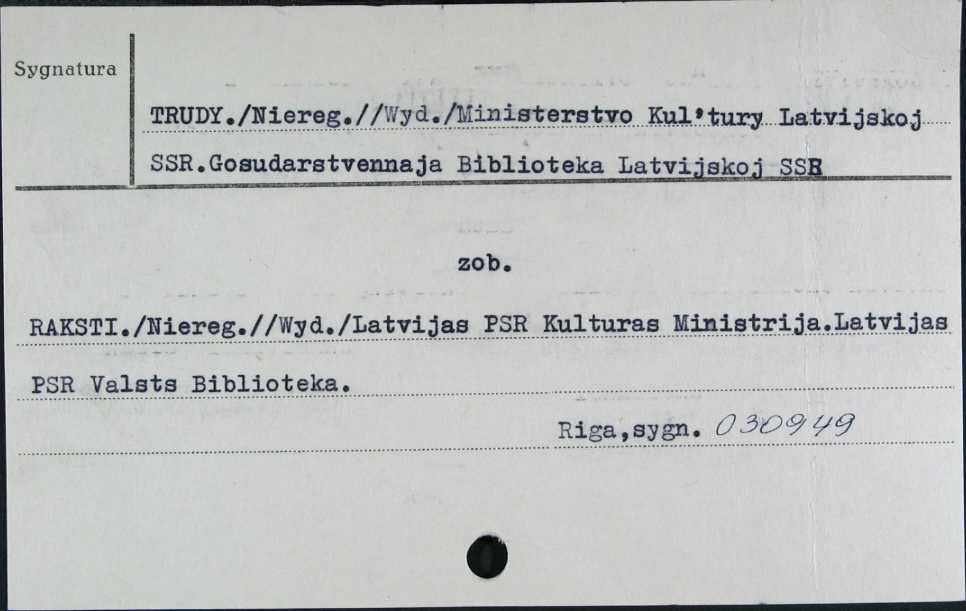 Sygnatura
TRUDY./Niereg.//Wyd./Ministerstvo Kul'tury Latvijskoj
SSR.Gosudarstvennaja Biblioteka Latvijskoj SSR
zob.
RAKSTI./Niereg.//Wyd./Latvijas PSR Kulturas Ministrija.Latvijas
PSR Valsts Biblioteka.
Riga,sygn. 030949